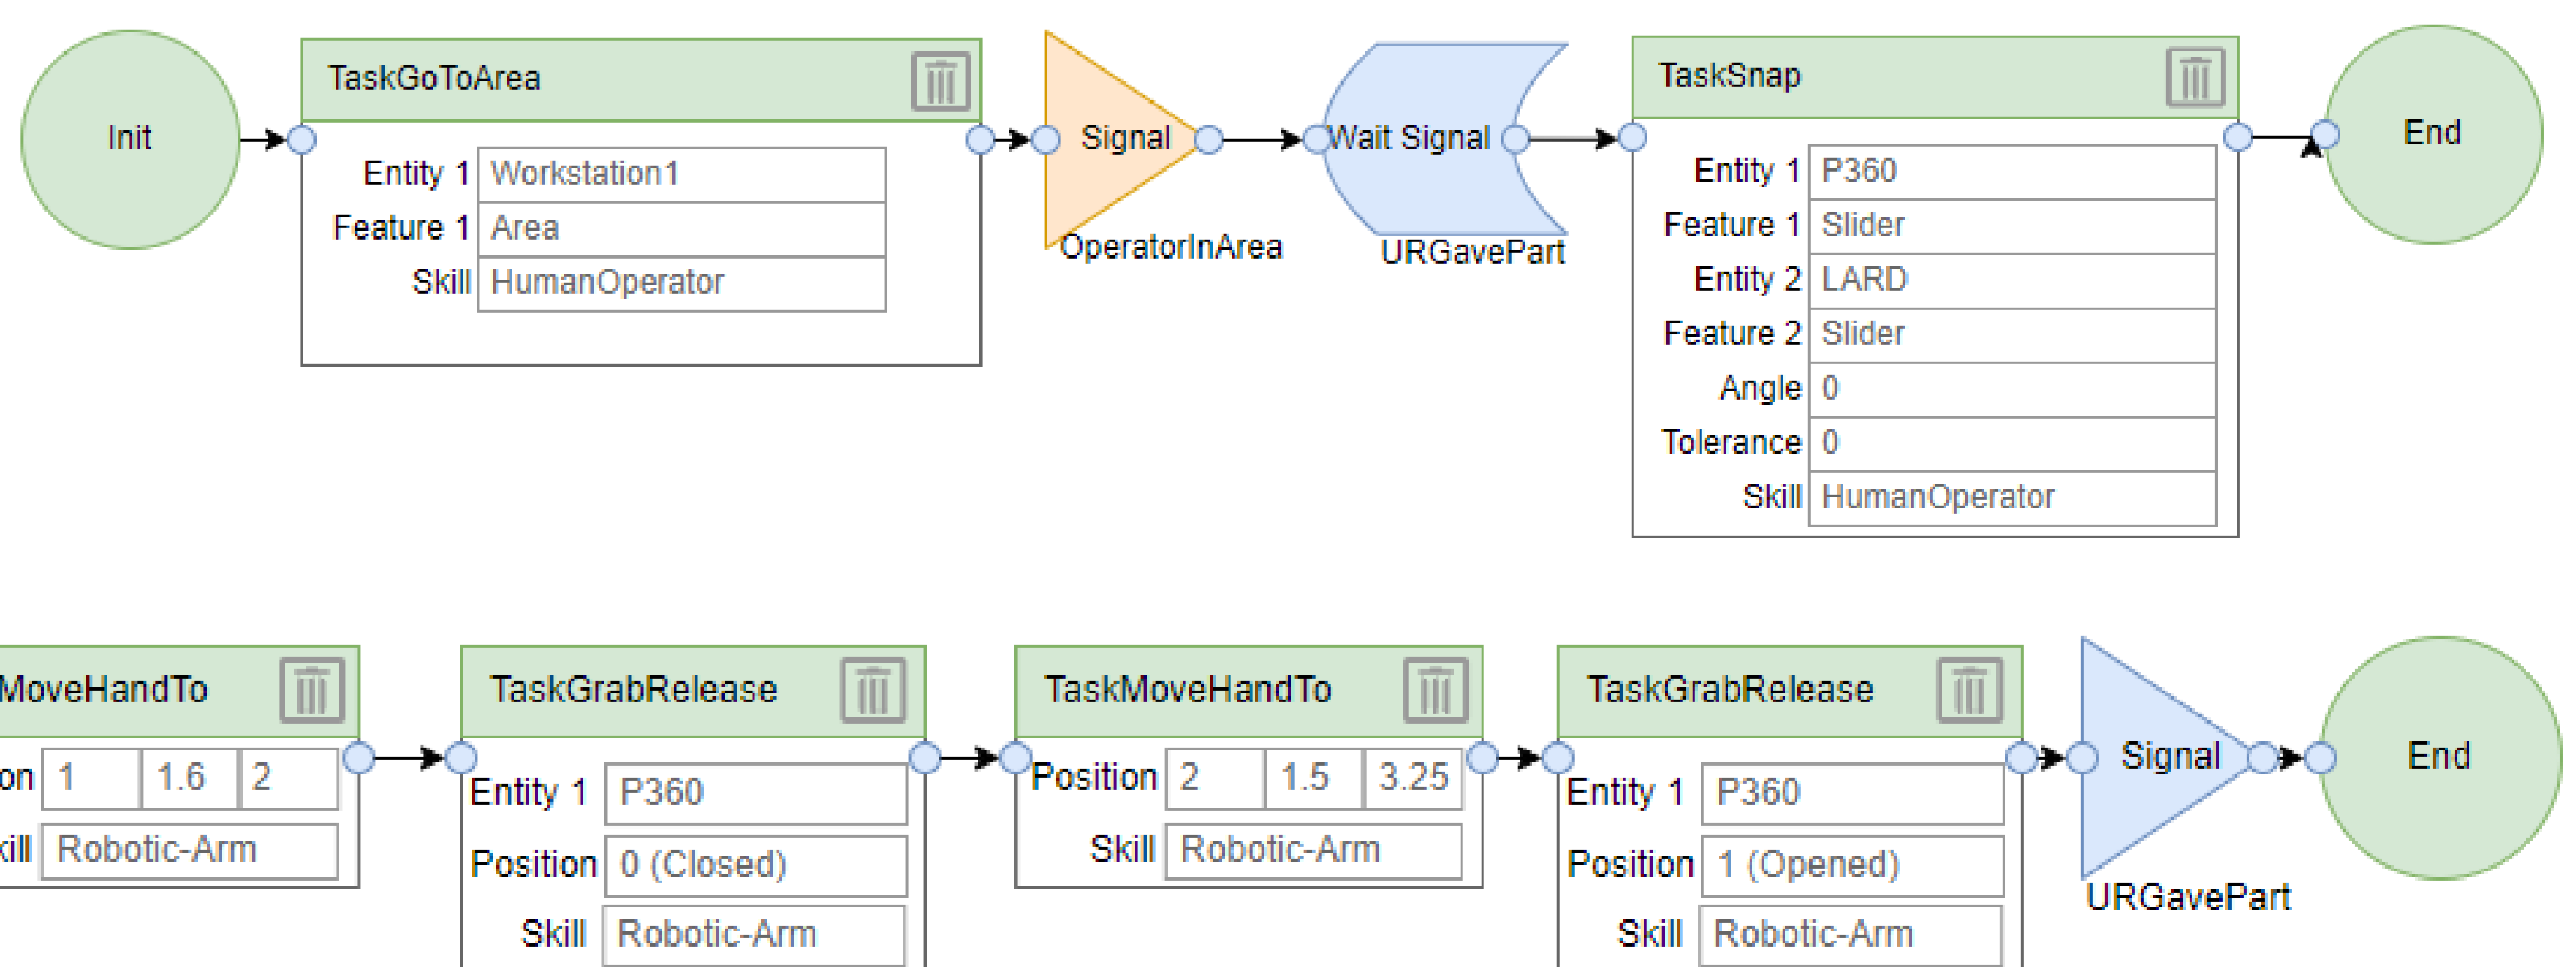 Init
TaskGoToArea
Entity 1 Workstation1
Feature 1 Area
Skill HumanOperator
Signal
OperatorInArea
Wait Signal
URGavePart
TaskSnap
Entity 1 P360
Feature 1 Slider
Entity 2 LARD
Feature 2 Slider
Angle 0
Tolerance 0
Skill HumanOperator
End
MoveHandTo
on 1 1.6 2
kill Robotic-Arm
TaskGrabRelease
Entity 1 P360
Position 0 (Closed)
Skill Robotic-Arm
TaskMoveHandTo
Position 2 1.5 3.25
Skill Robotic-Arm
TaskGrabRelease
Entity 1 P360
Position 1 (Opened)
Skill Robotic-Arm
Signal
URGavePart
End